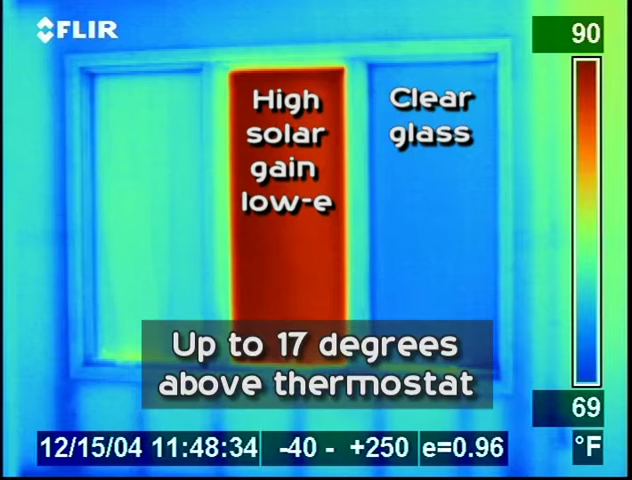 FLIR
90
High
solar
gain
low-e
Clear
glass
Up to 17 degrees
above thermostat
69
12/15/04 11:48:34 -40 - +250 e=0.96 °F